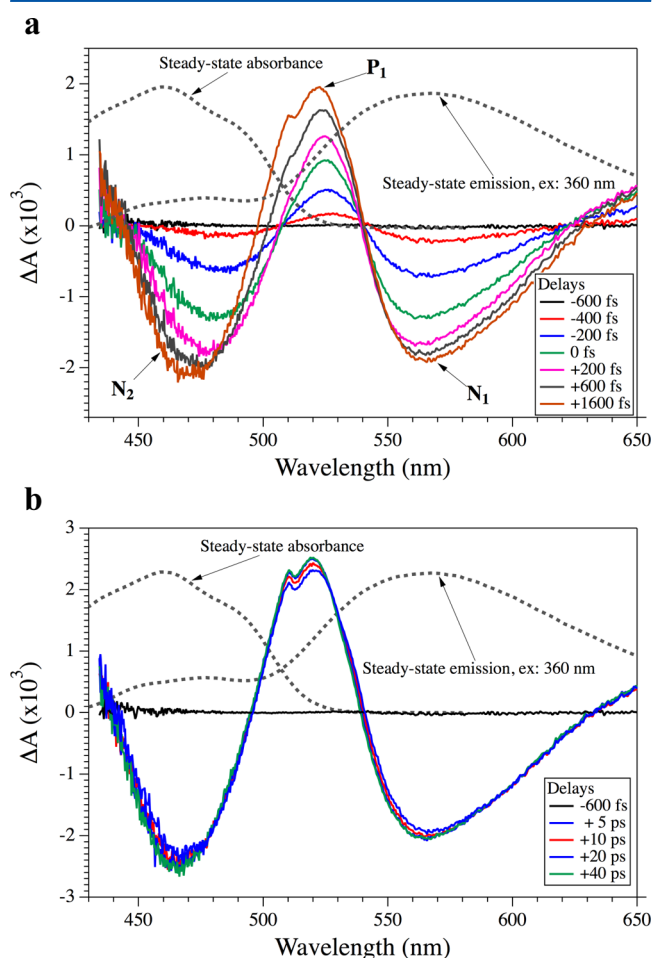 a
Steady-state absorbance
P1
Steady-state emission, ex: 360 nm
N2
N1
ΔA (x10³)
2
1
0
-1
-2
Delays
-600 fs
-400 fs
-200 fs
0 fs
+200 fs
+600 fs
+1600 fs
450
500
550
600
650
Wavelength (nm)
b
Steady-state absorbance
Steady-state emission, ex: 360 nm
ΔA (x10³)
3
2
1
0
-1
-2
-3
Delays
-600 fs
+ 5 ps
+10 ps
+20 ps
+40 ps
450
500
550
600
650
Wavelength (nm)